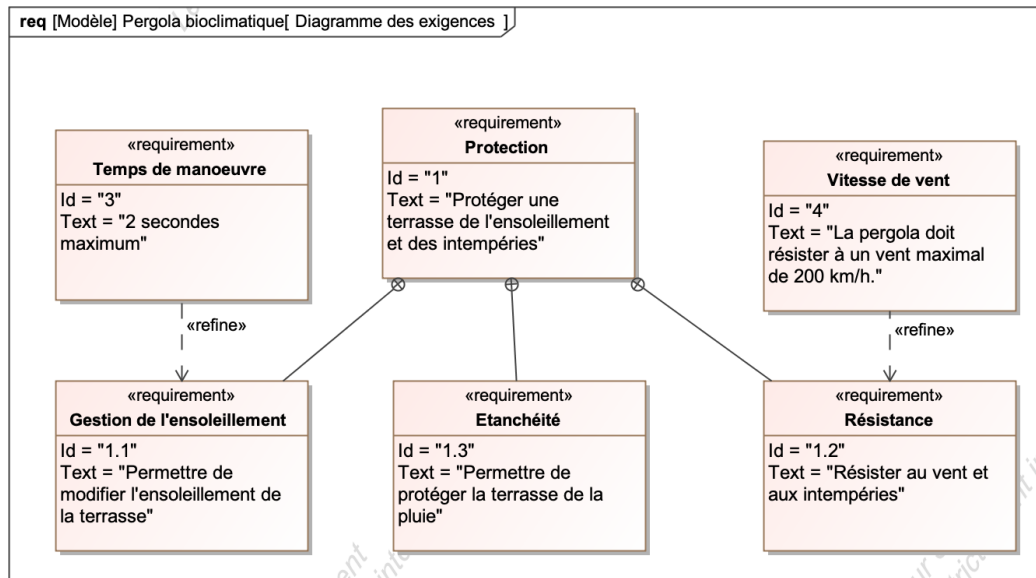 req [Modèle] Pergola bioclimatique[ Diagramme des exigences ]
«requirement»
Temps de manoeuvre
Id = "3"
Text = "2 secondes
maximum"
«requirement»
Protection
Id = "1"
Text = "Protéger une
terrasse de l'ensoleillement
et des intempéries"
«requirement»
Vitesse de vent
Id = "4"
Text = "La pergola doit
résister à un vent maximal
de 200 km/h."
«refine»
«refine»
«requirement»
Gestion de l'ensoleillement
Id = "1.1"
Text = "Permettre de
modifier l'ensoleillement de
la terrasse"
«requirement»
Etanchéité
Id = "1.3"
Text = "Permettre de
protéger la terrasse de la
pluie"
«requirement»
Résistance
Id = "1.2"
Text = "Résister au vent et
aux intempéries"